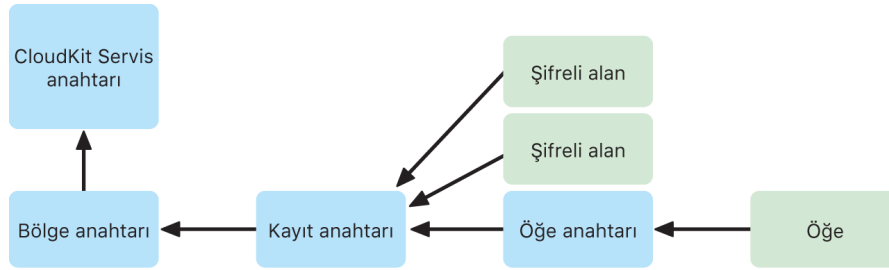 CloudKit Servis
anahtarı
Şifreli alan
Şifreli alan
Bölge anahtarı
Kayıt anahtarı
Öğe anahtarı
Öğe